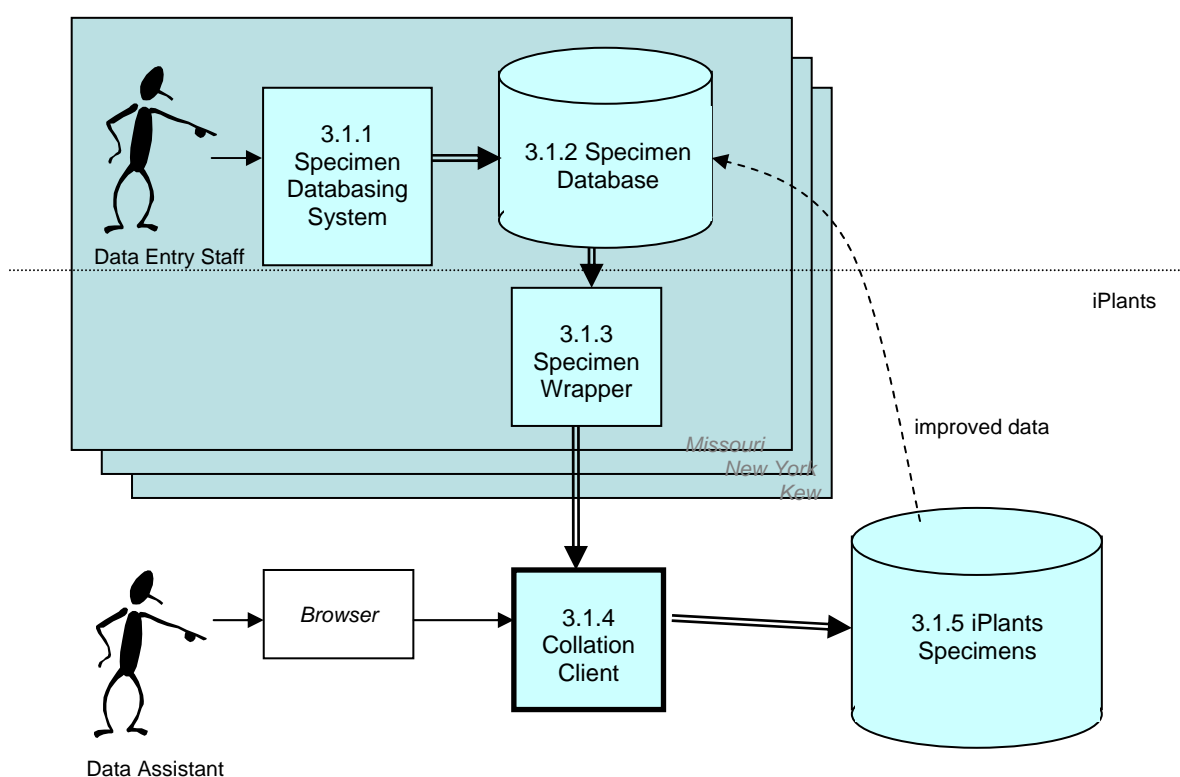 3.1.1
Specimen
Databasing
System
3.1.2 Specimen
Database
Data Entry Staff
iPlants
3.1.3
Specimen
Wrapper
improved data
Missouri
New York
Kew
Browser
3.1.4
Collation
Client
3.1.5 iPlants
Specimens
Data Assistant